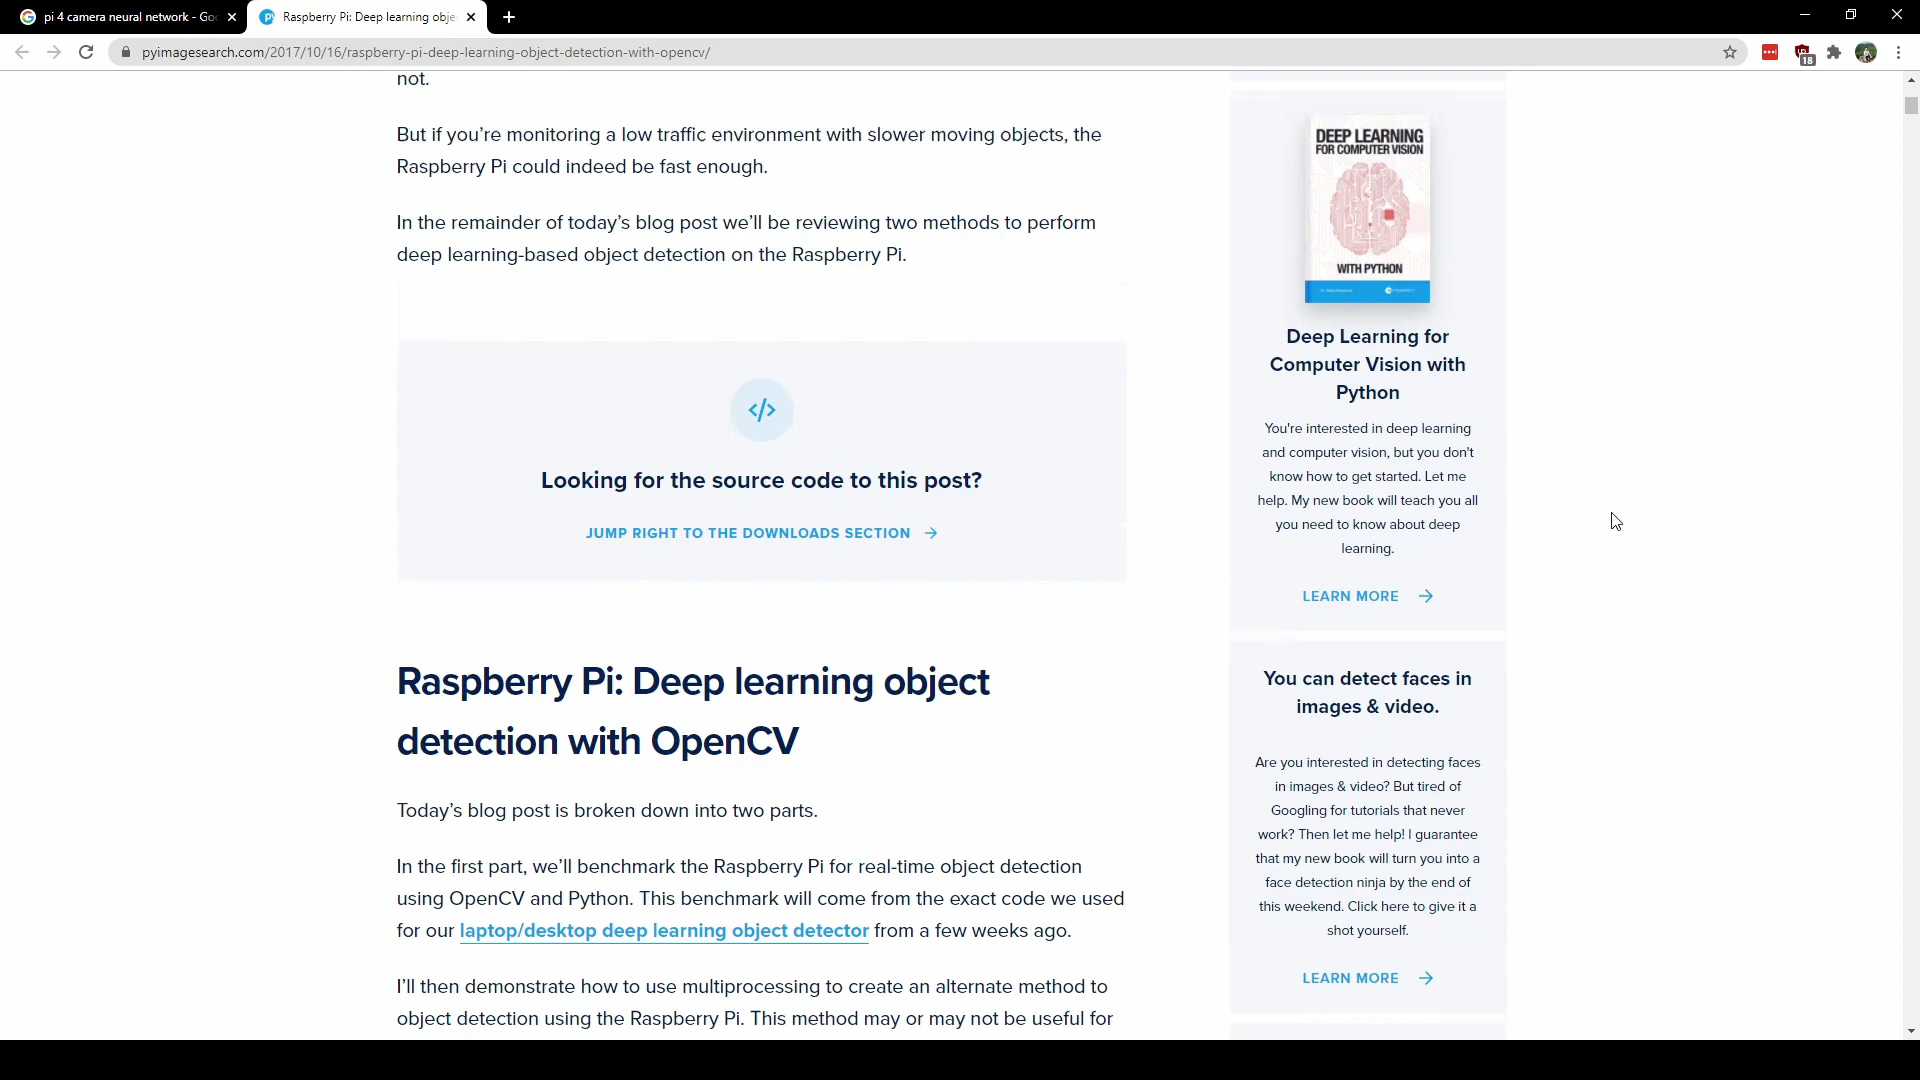 pi 4 camera neural network - Goo
Raspberry Pi: Deep learning obje
pyimagesearch.com/2017/10/16/raspberry-pi-deep-learning-object-detection-with-opencv/
18
not.
But if you’re monitoring a low traffic environment with slower moving objects, the
Raspberry Pi could indeed be fast enough.
In the remainder of today’s blog post we’ll be reviewing two methods to perform
deep learning-based object detection on the Raspberry Pi.
</>
Looking for the source code to this post?
JUMP RIGHT TO THE DOWNLOADS SECTION →
Raspberry Pi: Deep learning object
detection with OpenCV
Today’s blog post is broken down into two parts.
In the first part, we’ll benchmark the Raspberry Pi for real-time object detection
using OpenCV and Python. This benchmark will come from the exact code we used
for our laptop/desktop deep learning object detector from a few weeks ago.
I’ll then demonstrate how to use multiprocessing to create an alternate method to
object detection using the Raspberry Pi. This method may or may not be useful for
DEEP LEARNING
FOR COMPUTER VISION
WITH PYTHON
Deep Learning for
Computer Vision with
Python
You're interested in deep learning
and computer vision, but you don't
know how to get started. Let me
help. My new book will teach you all
you need to know about deep
learning.
LEARN MORE →
You can detect faces in
images & video.
Are you interested in detecting faces
in images & video? But tired of
Googling for tutorials that never
work? Then let me help! I guarantee
that my new book will turn you into a
face detection ninja by the end of
this weekend. Click here to give it a
shot yourself.
LEARN MORE →